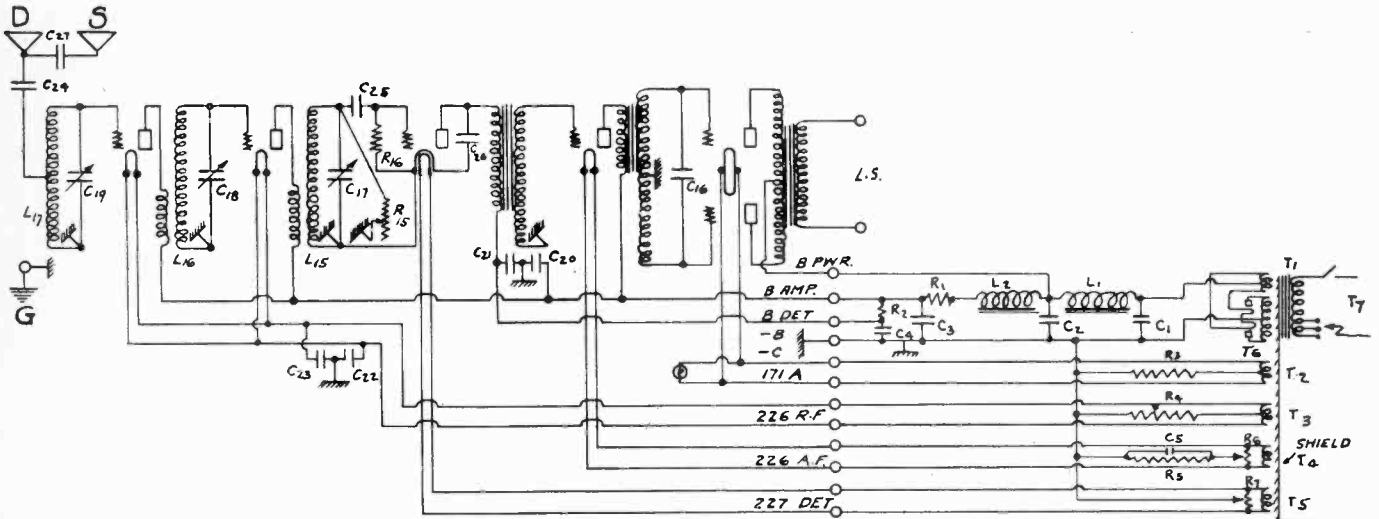 D S
C27
C24
C25
R16
C26
L17 C19
C18
C17
R15
C16
L.S.
L16
L15
C21 C20
G
B PWR.
B AMP.
B DET
-B
-C
171 A
226 R.F
226 A.F.
227 DET
C23 C22
R1 L2 L1
R2
C4 C3 C2 C1
T1
T7
T6
R3
T2
R4
T3
C5
R5
R6
SHIELD
T4
R7
T5